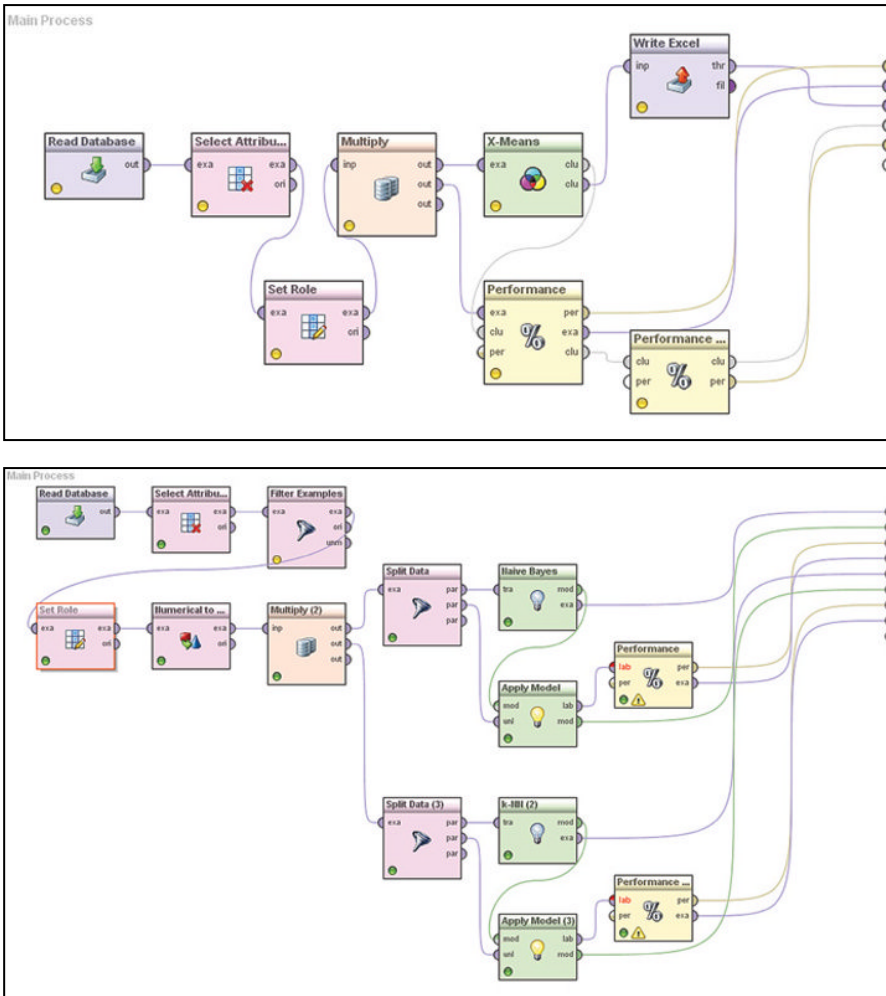 Main Process
Write Excel
inp thr
fil
Read Database
out
Select Attribu...
exa exa
ori
Multiply
inp out
out
out
X-Means
exa clu
clu
Set Role
exa exa
ori
Performance
exa per
clu exa
per clu
Performance ...
clu clu
per per
Main Process
Read Database
out
Select Attribu...
exa exa
ori
Filter Examples
exa exa
ori
unm
Set Role
exa exa
ori
Numerical to ...
exa exa
ori
Multiply (2)
inp out
out
out
Split Data
exa par
par
par
Naive Bayes
tra mod
exa
Apply Model
mod lab
unl mod
Performance
lab per
per exa
Split Data (3)
exa par
par
par
k-NN (2)
tra mod
exa
Apply Model (3)
mod lab
unl mod
Performance ...
lab per
per exa